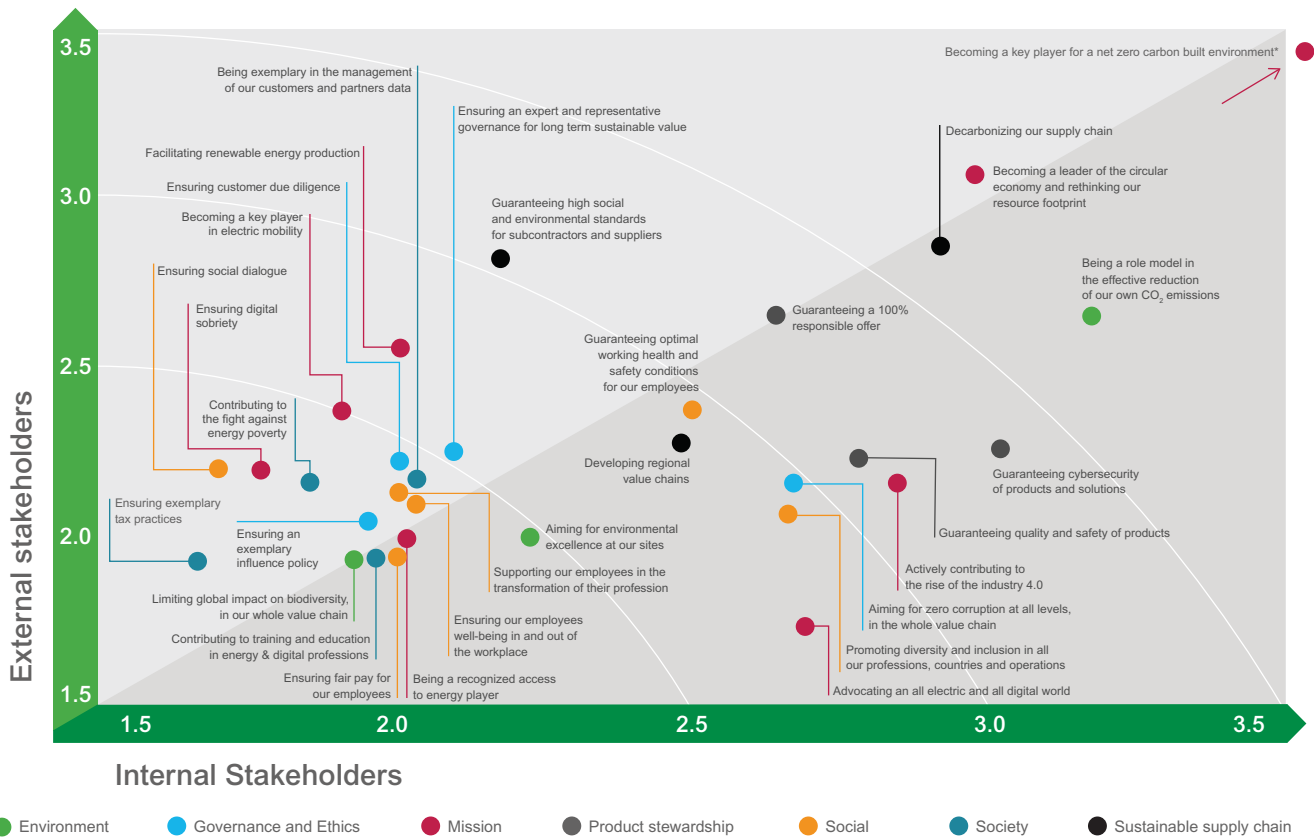 3.5
3.0
2.5
2.0
1.5
External stakeholders
Becoming a key player for a net zero carbon built environment*
Being exemplary in the management
of our customers and partners data
Ensuring an expert and representative
governance for long term sustainable value
Decarbonizing our supply chain
Facilitating renewable energy production
Becoming a leader of the circular
economy and rethinking our
resource footprint
Ensuring customer due diligence
Guaranteeing high social
and environmental standards
for subcontractors and suppliers
Becoming a key player
in electric mobility
Ensuring social dialogue
Being a role model in
the effective reduction
of our own CO2 emissions
Ensuring digital
sobriety
Guaranteeing a 100%
responsible offer
Guaranteeing optimal
working health and
safety conditions
for our employees
Contributing to
the fight against
energy poverty
Developing regional
value chains
Guaranteeing cybersecurity
of products and solutions
Ensuring exemplary
tax practices
Ensuring an
exemplary
influence policy
Aiming for environmental
excellence at our sites
Guaranteeing quality and safety of products
Supporting our employees in the
transformation of their profession
Actively contributing to
the rise of the industry 4.0
Limiting global impact on biodiversity,
in our whole value chain
Aiming for zero corruption at all levels,
in the whole value chain
Contributing to training and education
in energy & digital professions
Ensuring our employees
well-being in and out of
the workplace
Promoting diversity and inclusion in all
our professions, countries and operations
Ensuring fair pay for
our employees
Being a recognized access
to energy player
Advocating an all electric and all digital world
1.5
2.0
2.5
3.0
3.5
Internal Stakeholders
Environment
Governance and Ethics
Mission
Product stewardship
Social
Society
Sustainable supply chain